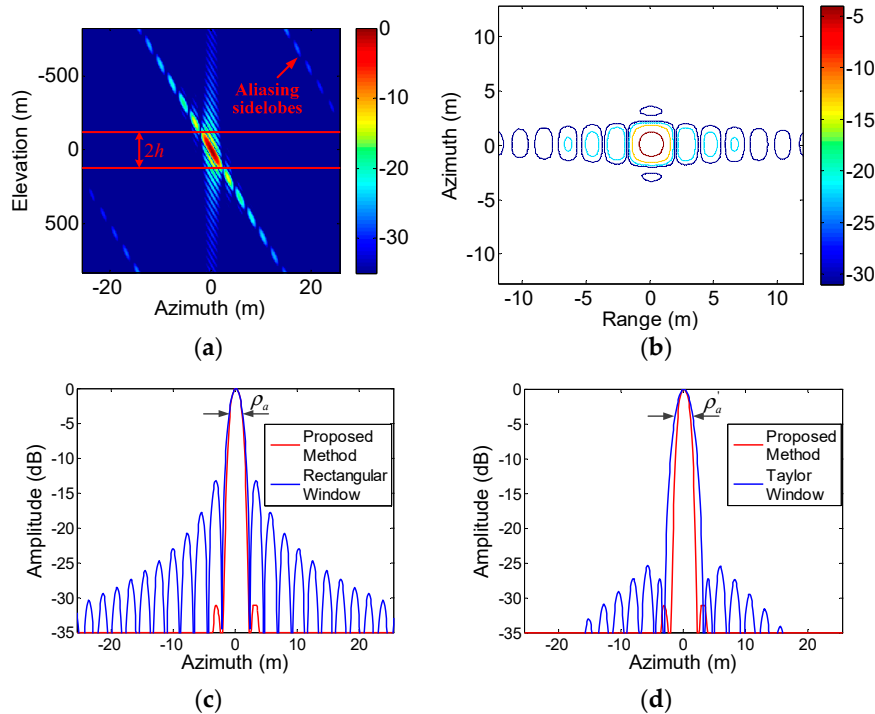 Elevation (m)
-500
0
500
Aliasing
sidelobes
2h
-20 0 20
Azimuth (m)
0
-10
-20
-30
(a)
Azimuth (m)
10
5
0
-5
-10
-10 -5 0 5 10
Range (m)
-5
-10
-15
-20
-25
-30
(b)
Amplitude (dB)
0
-5
-10
-15
-20
-25
-30
-35
ρa
Proposed
Method
Rectangular
Window
-20 -10 0 10 20
Azimuth (m)
(c)
Amplitude (dB)
0
-5
-10
-15
-20
-25
-30
-35
ρ'a
Proposed
Method
Taylor
Window
-20 -10 0 10 20
Azimuth (m)
(d)